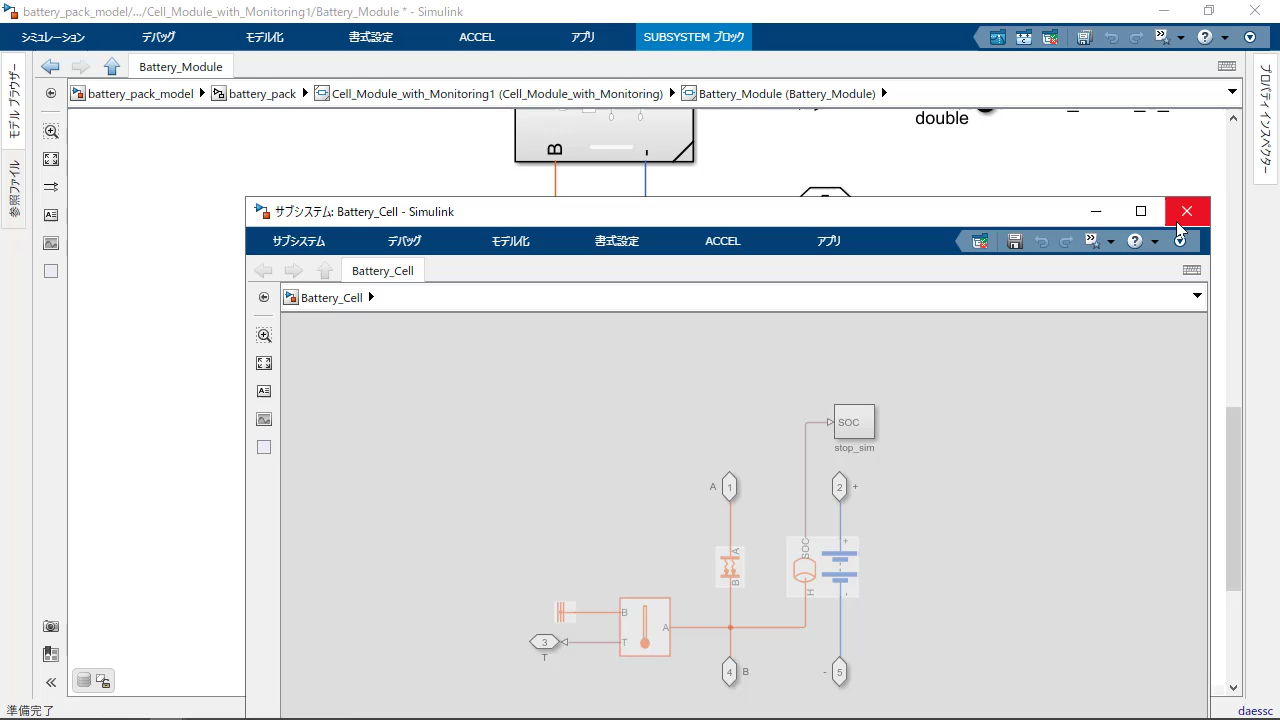 battery_pack_model/.../Cell_Module_with_Monitoring1/Battery_Module * - Simulink
シミュレーション デバッグ モデル化 書式設定 ACCEL アプリ SUBSYSTEM ブロック
Battery_Module
battery_pack_model battery_pack Cell_Module_with_Monitoring1 (Cell_Module_with_Monitoring) Battery_Module (Battery_Module)
モデル ブラウザー
参照ファイル
プロパティ インスペクター
double
B
-
サブシステム: Battery_Cell - Simulink
サブシステム デバッグ モデル化 書式設定 ACCEL アプリ
Battery_Cell
Battery_Cell
SOC
stop_sim
A 1
2 +
SOC
+
A
B
H
-
B
A
T
3
T
4 B
- 5
準備完了
daessc